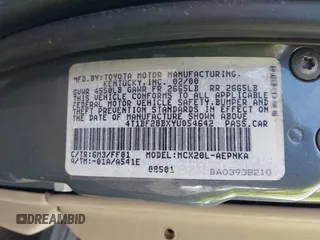 MFD.BY:TOYOTA MOTOR MANUFACTURING.
KENTUCKY,INC. 02/00
GVWR 4550LB GAWR FR 2665LB RR 2665LB
THIS VEHICLE CONFORMS TO ALL APPLICABLE
FEDERAL MOTOR VEHICLE SAFETY, BUMPER,
AND THEFT PREVENTION STANDARDS IN EFFECT ON
THE DATE OF MANUFACTURE SHOWN ABOVE.
4T1BF28BXYU054642 PASS.CAR
C/TR:6M3/FF01 MODEL:MCX20L-AEPNKA
A/TM:-01A/A541E
08501
BA0393DB210